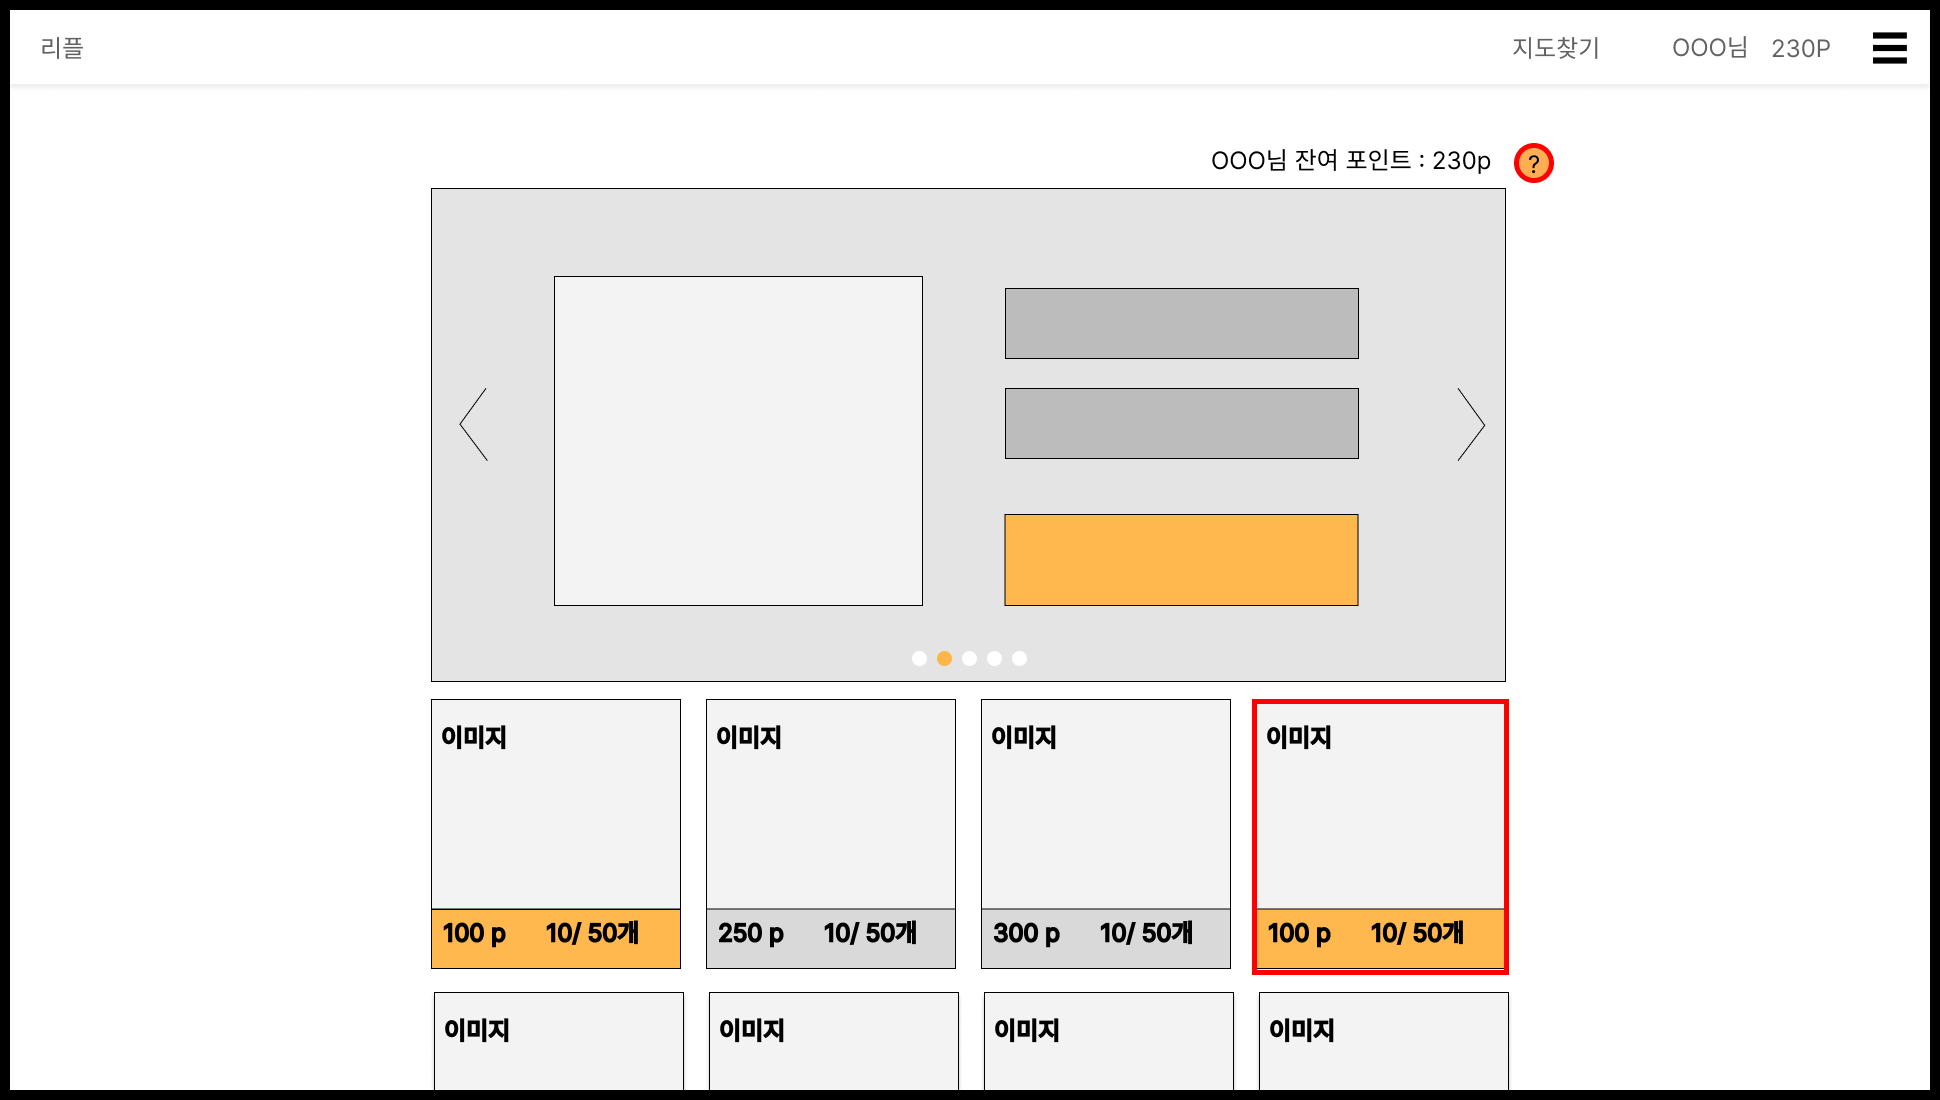 리플
지도찾기 OOO님 230P
OOO님 잔여 포인트 : 230p
?
이미지 이미지 이미지 이미지
100 p 10/ 50개 250 p 10/ 50개 300 p 10/ 50개 100 p 10/ 50개
이미지 이미지 이미지 이미지